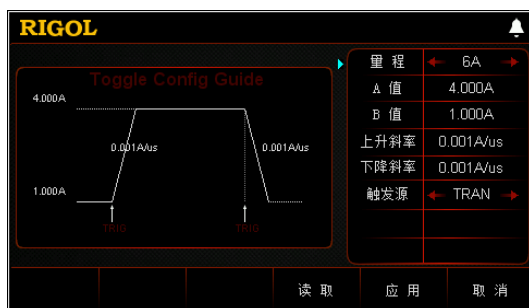 RIGOL
Toggle Config Guide
4.000A
0.001A/us
0.001A/us
1.000A
TRIG
TRIG
量 程 6A
A 值 4.000A
B 值 1.000A
上升斜率 0.001A/us
下降斜率 0.001A/us
触发源 TRAN
读 取 应 用 取 消